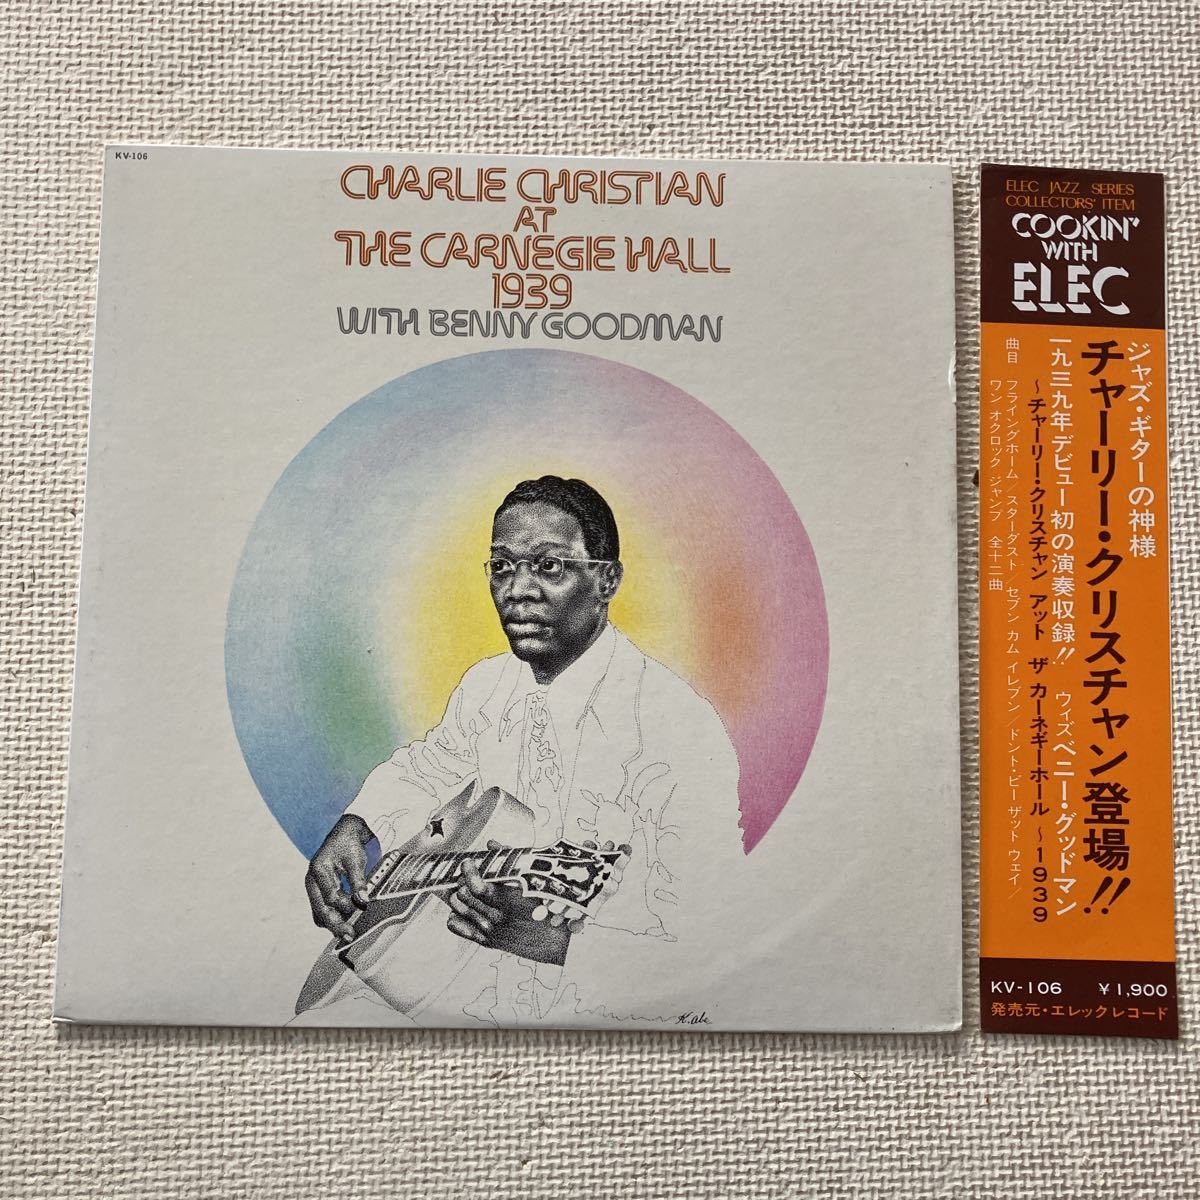 KV-106
CHARLIE CHRISTIAN
AT
THE CARNEGIE HALL
1939
WITH BENNY GOODMAN
K.Abe
ELEC JAZZ SERIES
COLLECTORS' ITEM
COOKIN'
WITH
ELEC
ジャズ・ギターの神様
チャーリー・クリスチャン登場!!
一九三九年デビュー初の演奏収録!! ウィズベニー・グッドマン
〜チャーリー・クリスチャン アット ザ カーネギーホール〜1939
曲目 フライングホーム/スターダスト/セブン カム イレブン/ドント・ビー ザット ウェイ/
ワン オクロック ジャンプ 全十二曲
KV-106 ¥1,900
発売元・エレックレコード